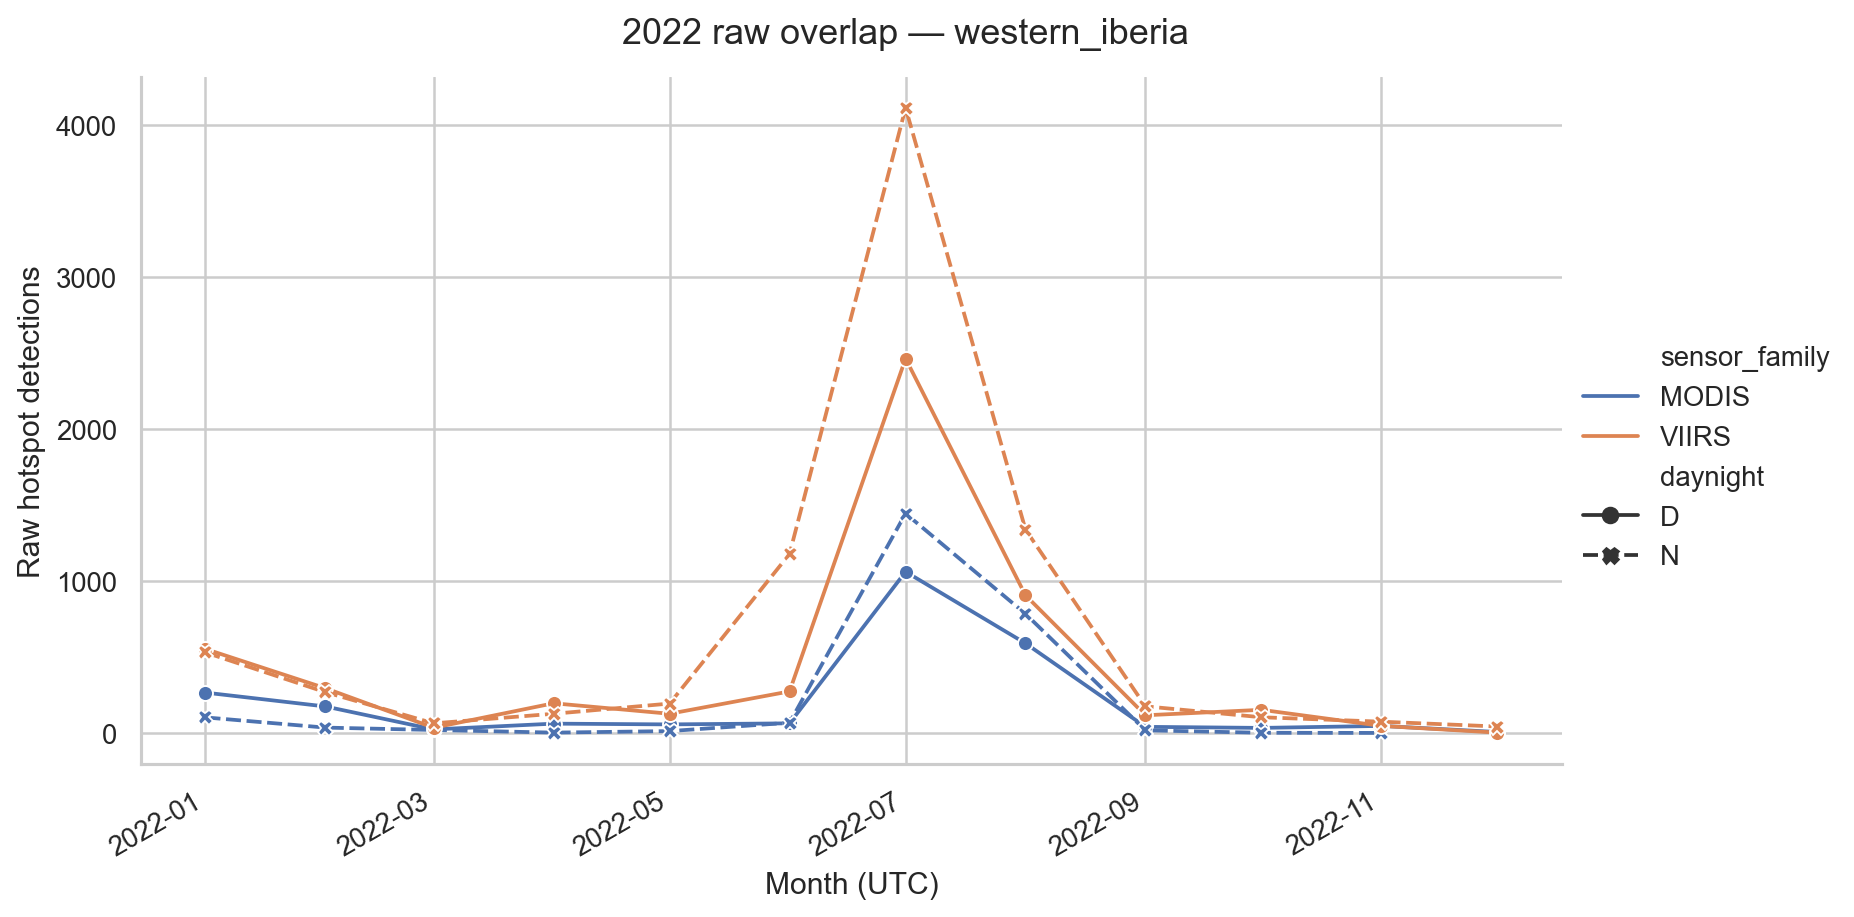 2022 raw overlap — western_iberia
Raw hotspot detections
4000
3000
2000
1000
0
2022-01
2022-03
2022-05
2022-07
2022-09
2022-11
Month (UTC)
sensor_family
MODIS
VIIRS
daynight
D
N